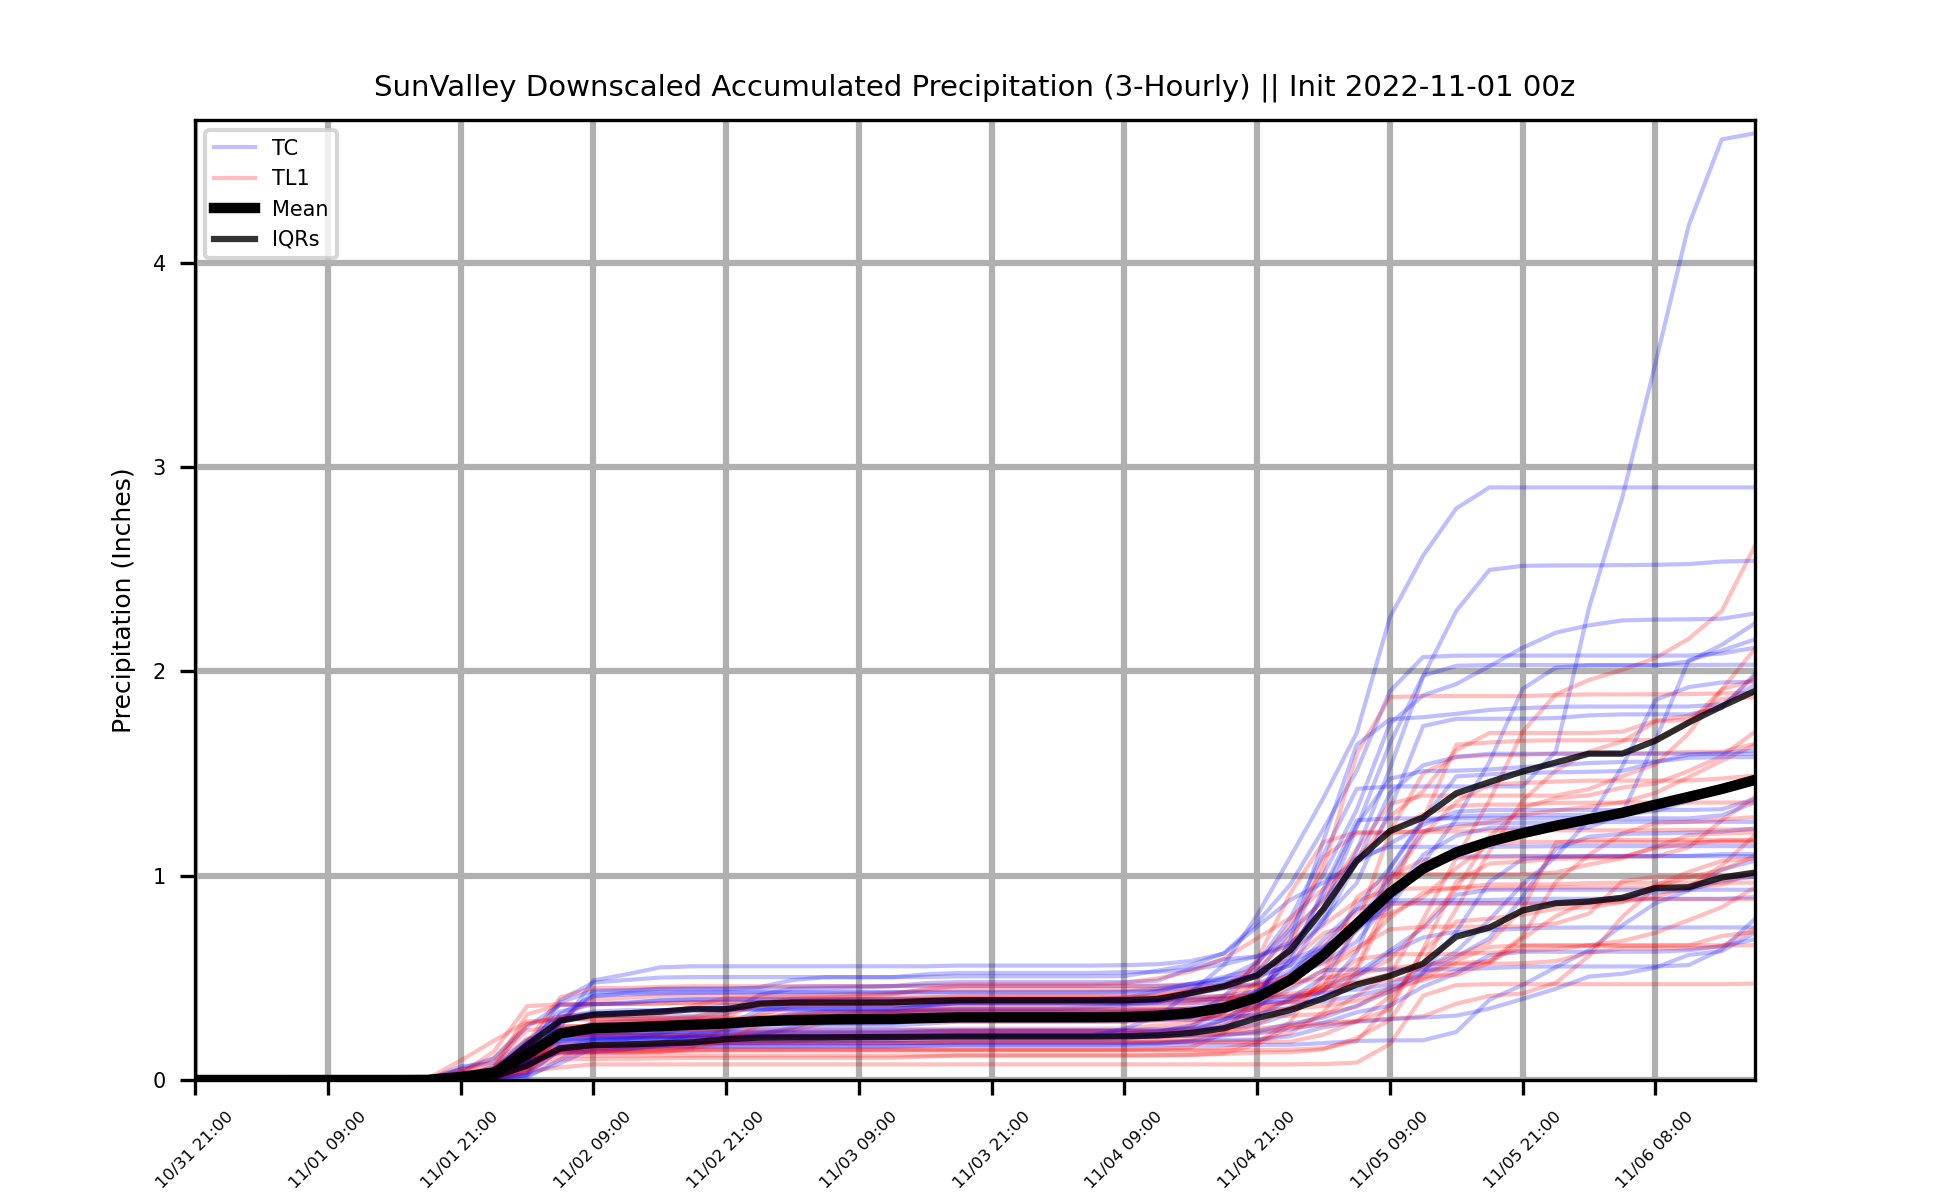 SunValley Downscaled Accumulated Precipitation (3-Hourly) || Init 2022-11-01 00z
TC
TL1
Mean
IQRs
Precipitation (Inches)
4
3
2
1
0
10/31 21:00
11/01 09:00
11/01 21:00
11/02 09:00
11/02 21:00
11/03 09:00
11/03 21:00
11/04 09:00
11/04 21:00
11/05 09:00
11/05 21:00
11/06 08:00